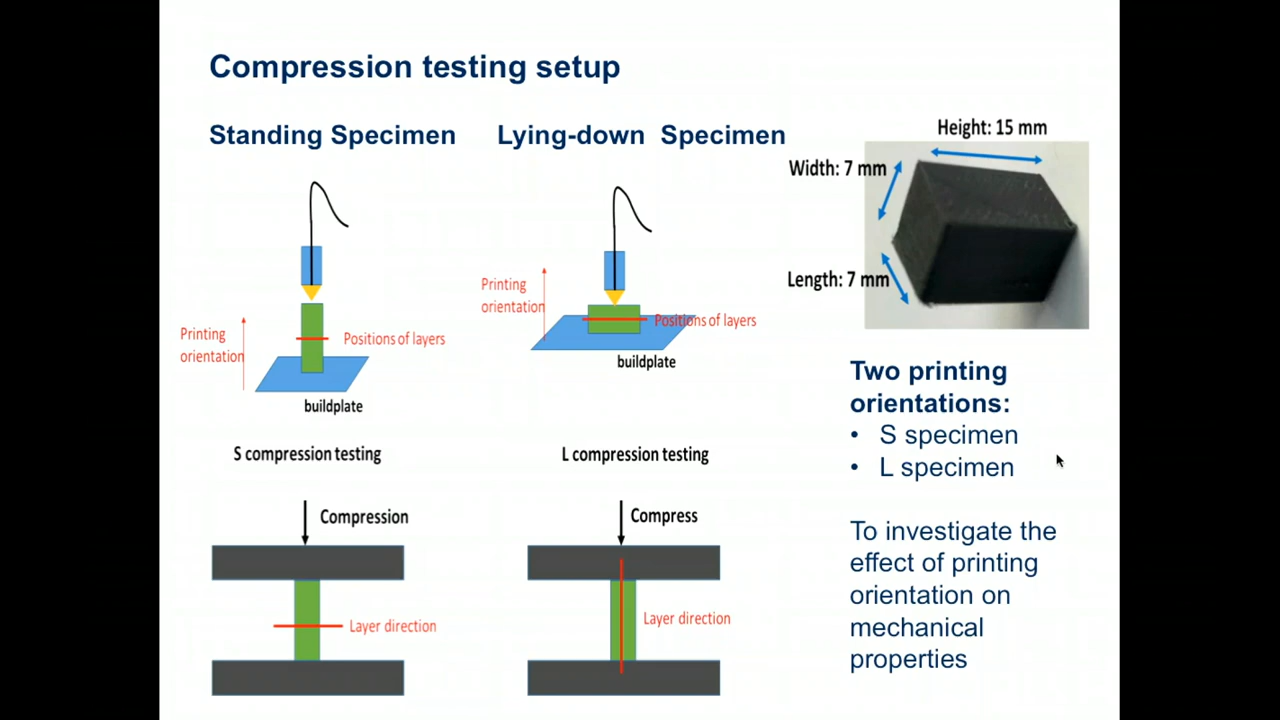 Compression testing setup
Standing Specimen
Lying-down Specimen
Height: 15 mm
Width: 7 mm
Length: 7 mm
Printing
orientation
Positions of layers
buildplate
Printing
orientation
Positions of layers
buildplate
S compression testing
L compression testing
Compression
Layer direction
Compress
Layer direction
Two printing
orientations:
• S specimen
• L specimen
To investigate the
effect of printing
orientation on
mechanical
properties